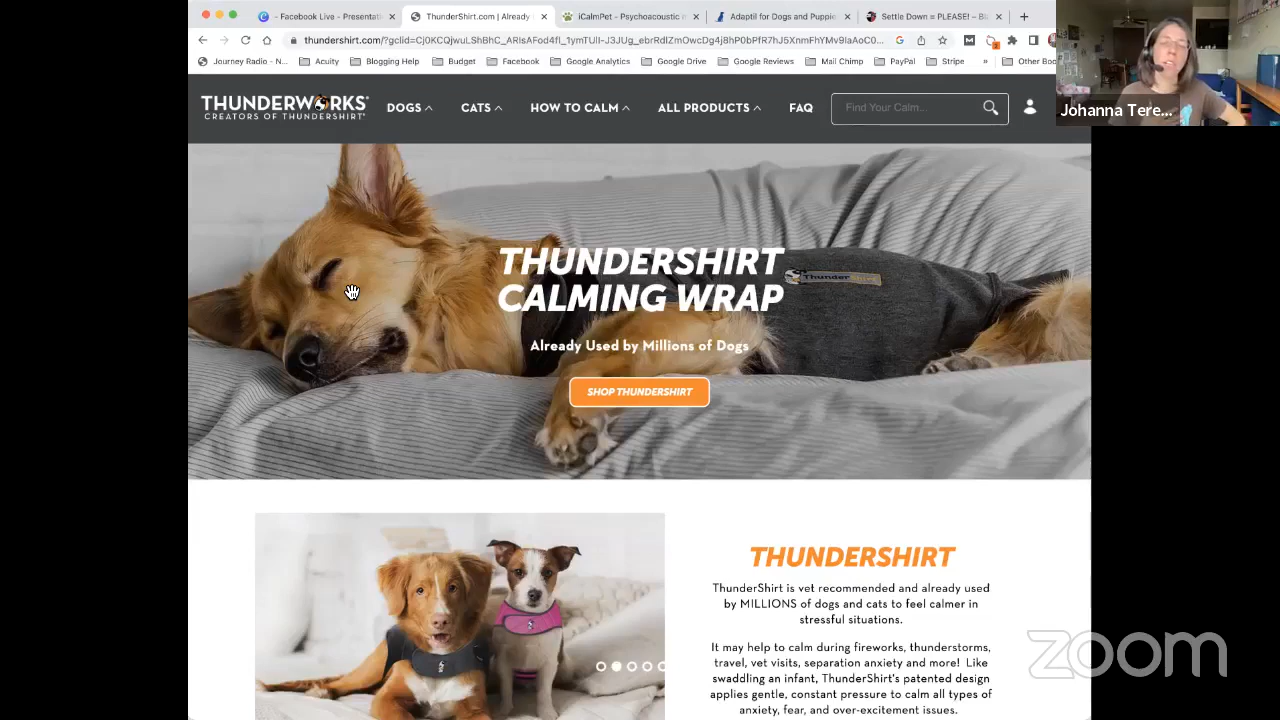 - Facebook Live - Presentat
ThunderShirt.com | Already
iCalmPet - Psychoacoustic m
Adaptil for Dogs and Puppie
Settle Down = PLEASE! – Bl
Journey Radio - N...
Acuity
Blogging Help
Budget
Facebook
Google Analytics
Google Drive
Google Reviews
Mail Chimp
PayPal
Stripe
»
Other Boo
Johanna Tere...
THUNDERWORKS
CREATORS OF THUNDERSHIRT
DOGS
CATS
HOW TO CALM
ALL PRODUCTS
FAQ
Find Your Calm...
THUNDERSHIRT
CALMING WRAP
ThunderShirt
Already Used by Millions of Dogs
SHOP THUNDERSHIRT
THUNDERSHIRT
ThunderShirt is vet recommended and already used
by MILLIONS of dogs and cats to feel calmer in
stressful situations.
It may help to calm during fireworks, thunderstorms,
travel, vet visits, separation anxiety and more! Like
swaddling an infant, ThunderShirt's patented design
applies gentle, constant pressure to calm all types of
anxiety, fear, and over-excitement issues.
zoom